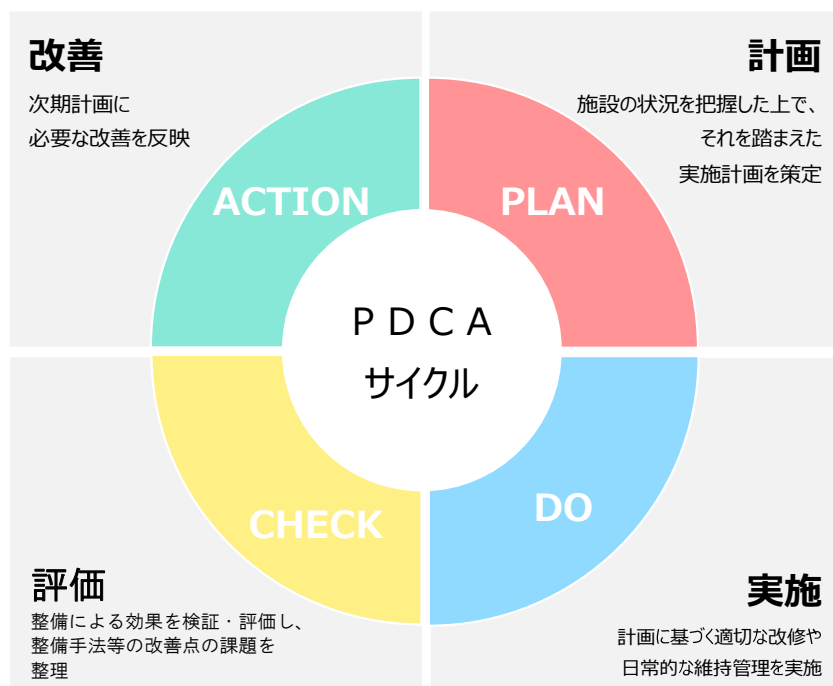 改善
次期計画に
必要な改善を反映
計画
施設の状況を把握した上で、
それを踏まえた
実施計画を策定
ACTION
PLAN
PDCA
サイクル
CHECK
DO
評価
整備による効果を検証・評価し、
整備手法等の改善点の課題を
整理
実施
計画に基づく適切な改修や
日常的な維持管理を実施